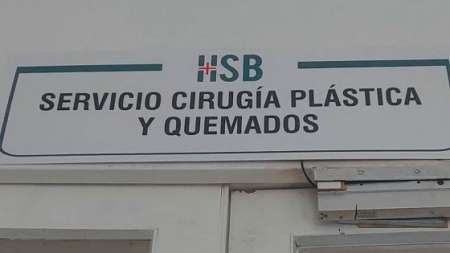 HSB
SERVICIO CIRUGÍA PLÁSTICA
Y QUEMADOS